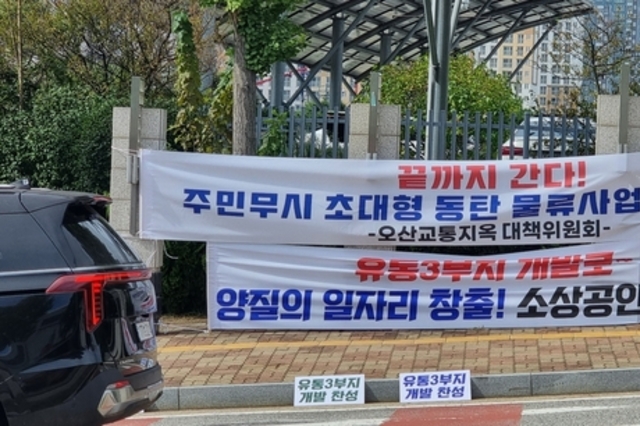 끝까지 간다!
주민무시 초대형 동탄 물류사업
-오산교통지옥 대책위원회-
유통3부지 개발로~
양질의 일자리 창출! 소상공인
유통3부지
개발 찬성
유통3부지
개발 찬성